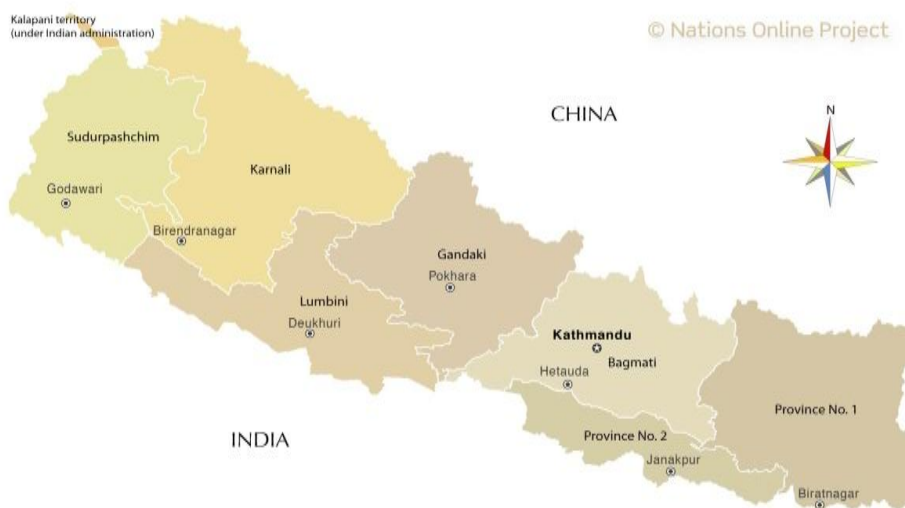 Kalapani territory
(under Indian administration)
© Nations Online Project
CHINA
N
Sudurpashchim
Karnali
Godawari
Birendranagar
Gandaki
Pokhara
Lumbini
Deukhuri
Kathmandu
Bagmati
Hetauda
INDIA
Province No. 1
Province No. 2
Janakpur
Biratnagar